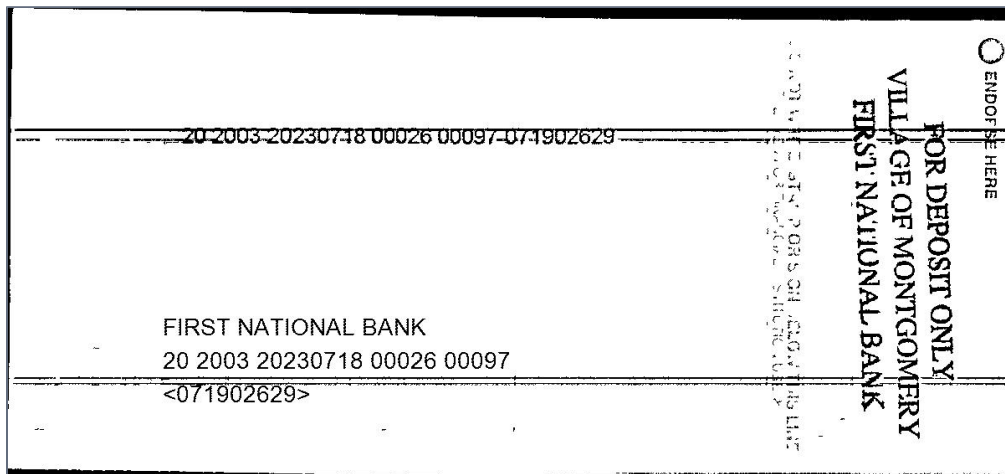 20 2003 20230718 00026 00097 071902629
FIRST NATIONAL BANK
20 2003 20230718 00026 00097
<071902629>
ENDORSE HERE
FOR DEPOSIT ONLY
VILLAGE OF MONTGOMERY
FIRST NATIONAL BANK